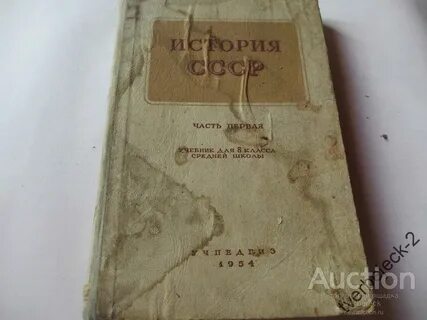 ИСТОРИЯ
СССР
ЧАСТЬ ПЕРВАЯ
УЧЕБНИК ДЛЯ 8 КЛАССА
СРЕДНЕЙ ШКОЛЫ
УЧПЕДГИЗ
1954
Auction